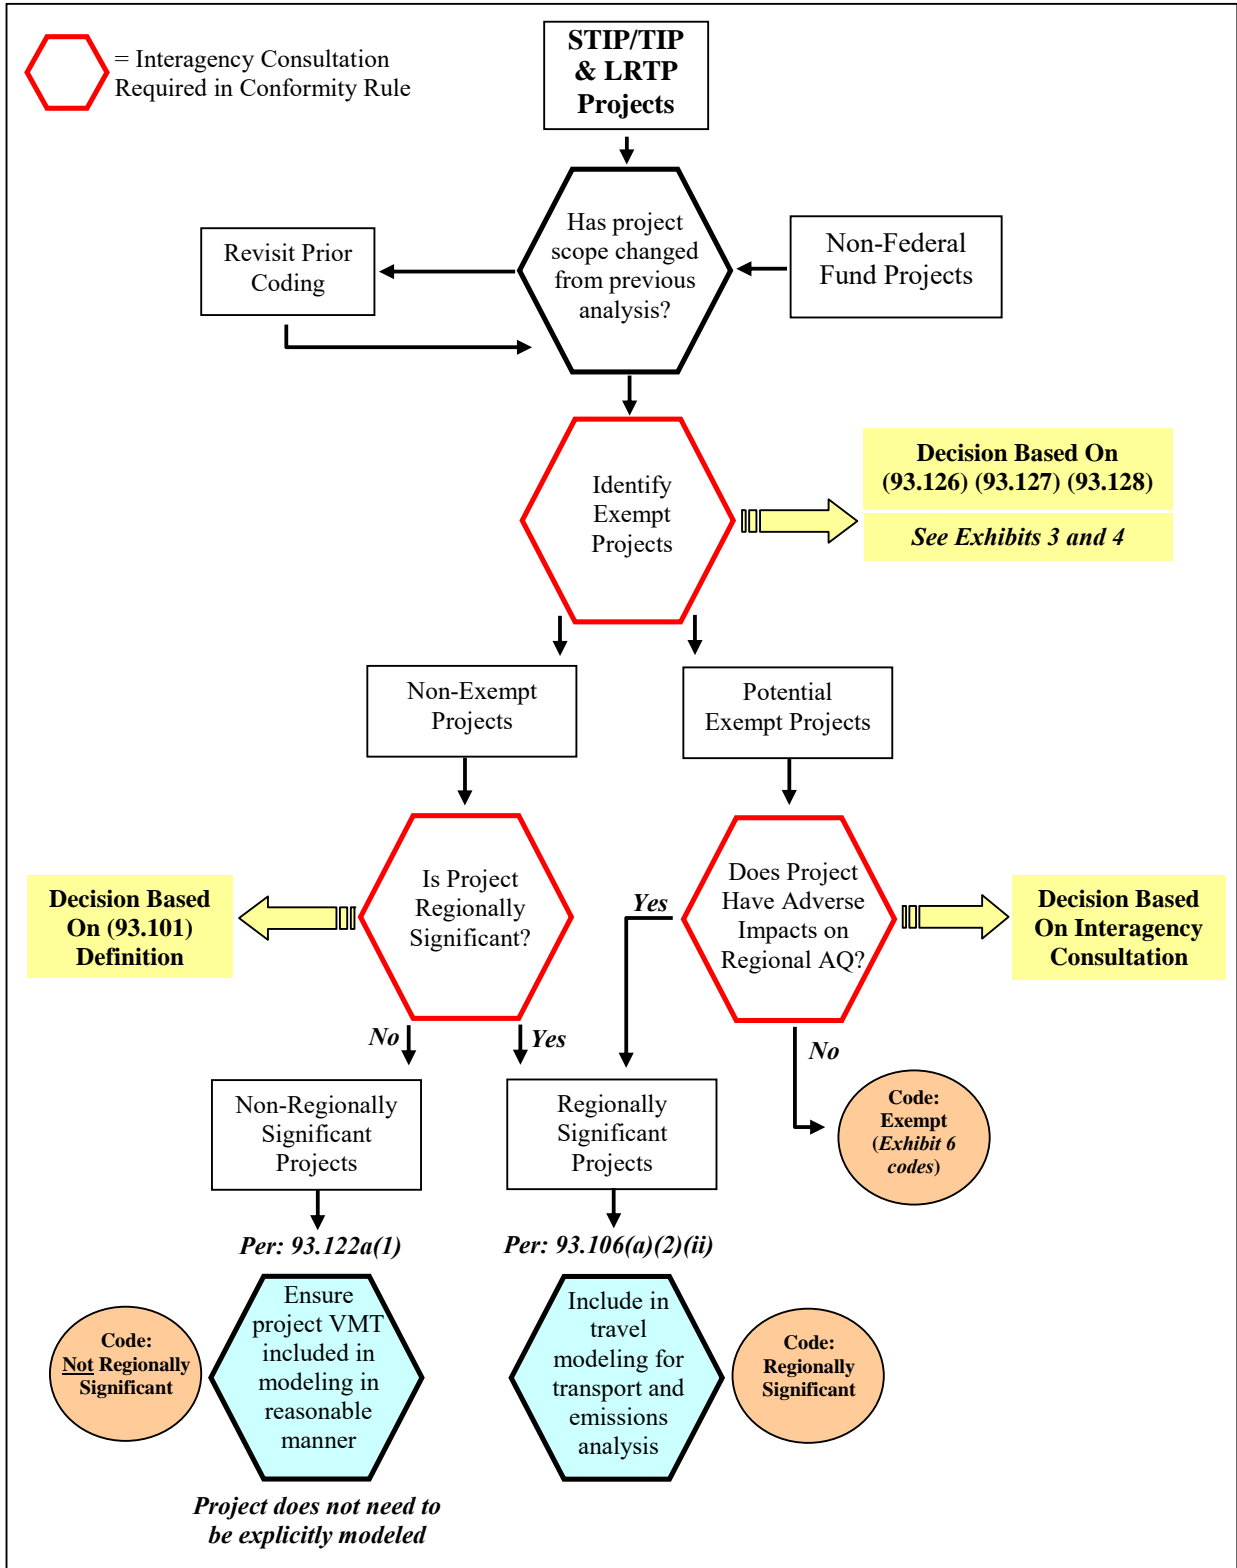 = Interagency Consultation
Required in Conformity Rule
STIP/TIP
& LRTP
Projects
Has project
scope changed
from previous
analysis?
Revisit Prior
Coding
Non-Federal
Fund Projects
Identify
Exempt
Projects
Decision Based On
(93.126) (93.127) (93.128)
See Exhibits 3 and 4
Non-Exempt
Projects
Potential
Exempt Projects
Is Project
Regionally
Significant?
Decision Based
On (93.101)
Definition
Does Project
Have Adverse
Impacts on
Regional AQ?
Yes
Decision Based
On Interagency
Consultation
No
Yes
No
Non-Regionally
Significant
Projects
Regionally
Significant
Projects
Code:
Exempt
(Exhibit 6
codes)
Per: 93.122a(1)
Per: 93.106(a)(2)(ii)
Code:
Not Regionally
Significant
Ensure
project VMT
included in
modeling in
reasonable
manner
Include in
travel
modeling for
transport and
emissions
analysis
Code:
Regionally
Significant
Project does not need to
be explicitly modeled